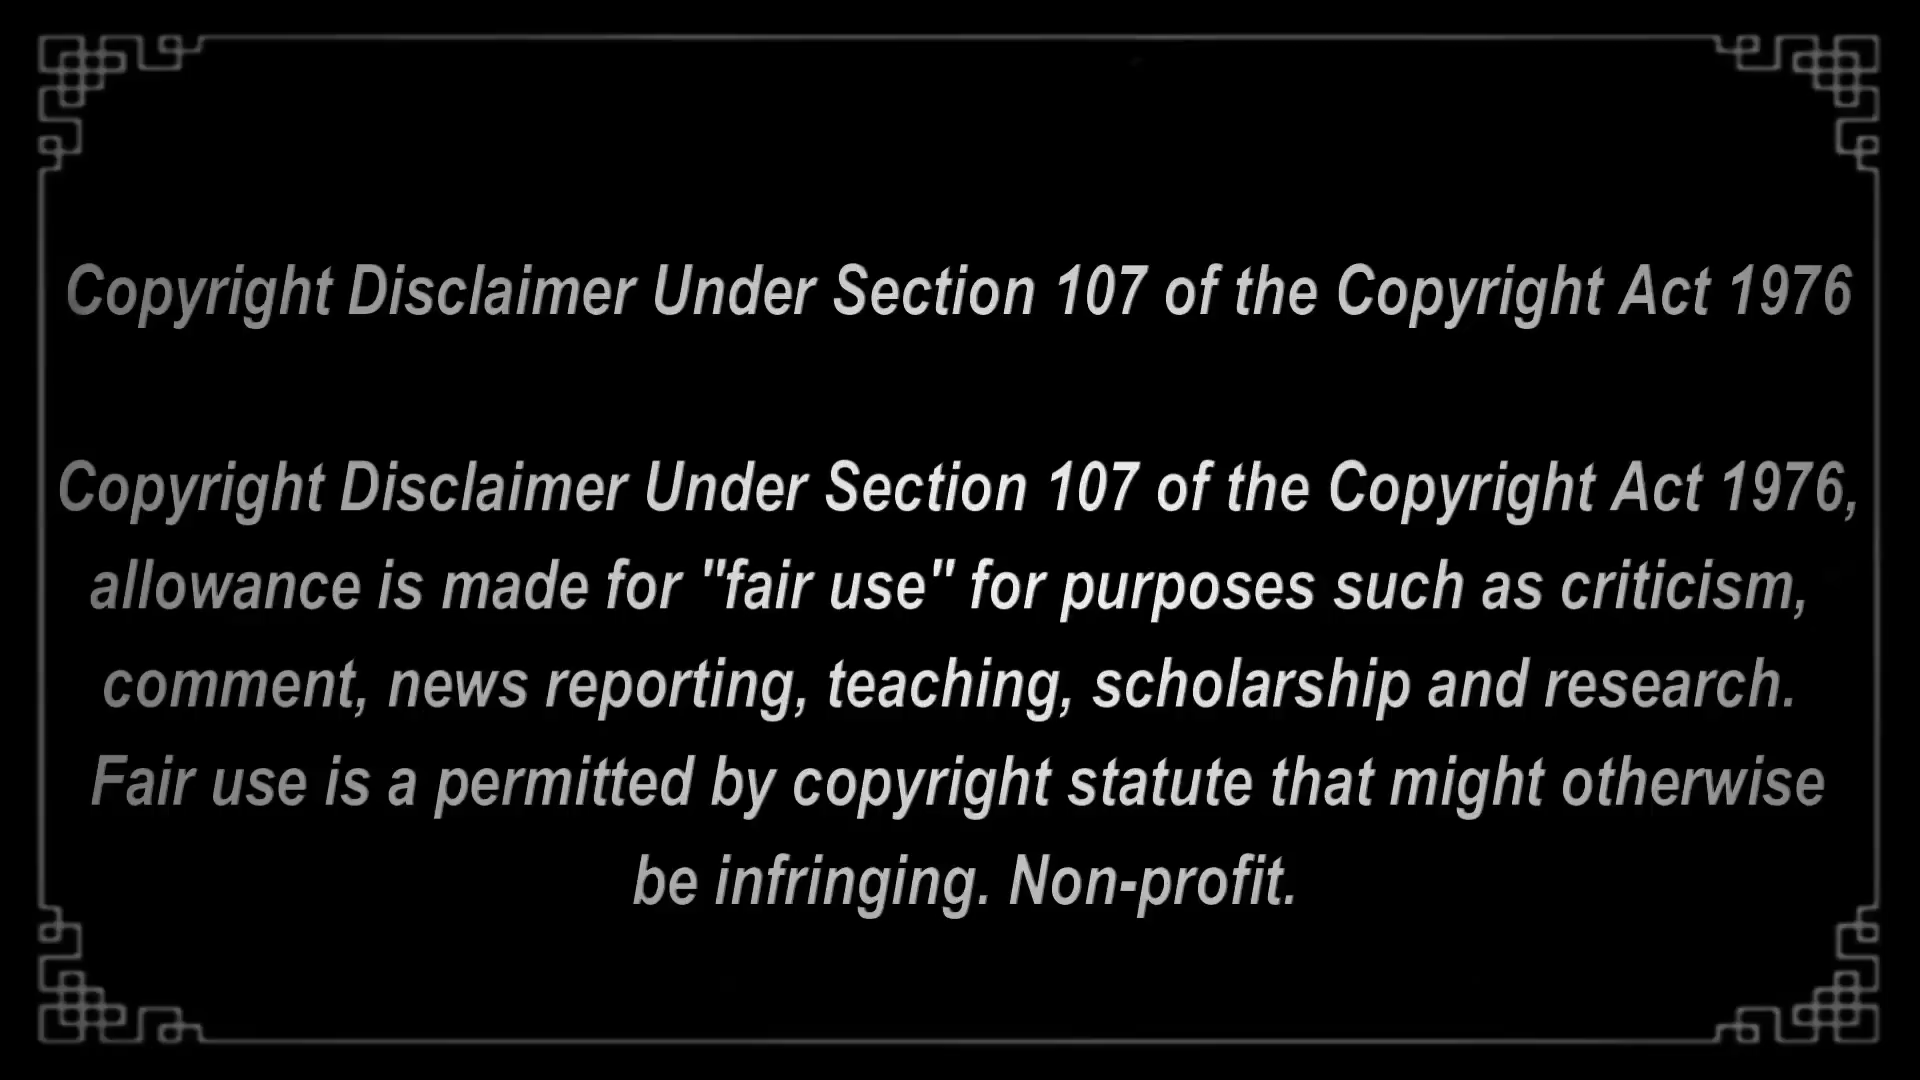 Copyright Disclaimer Under Section 107 of the Copyright Act 1976
Copyright Disclaimer Under Section 107 of the Copyright Act 1976,
allowance is made for "fair use" for purposes such as criticism,
comment, news reporting, teaching, scholarship and research.
Fair use is a permitted by copyright statute that might otherwise
be infringing. Non-profit.